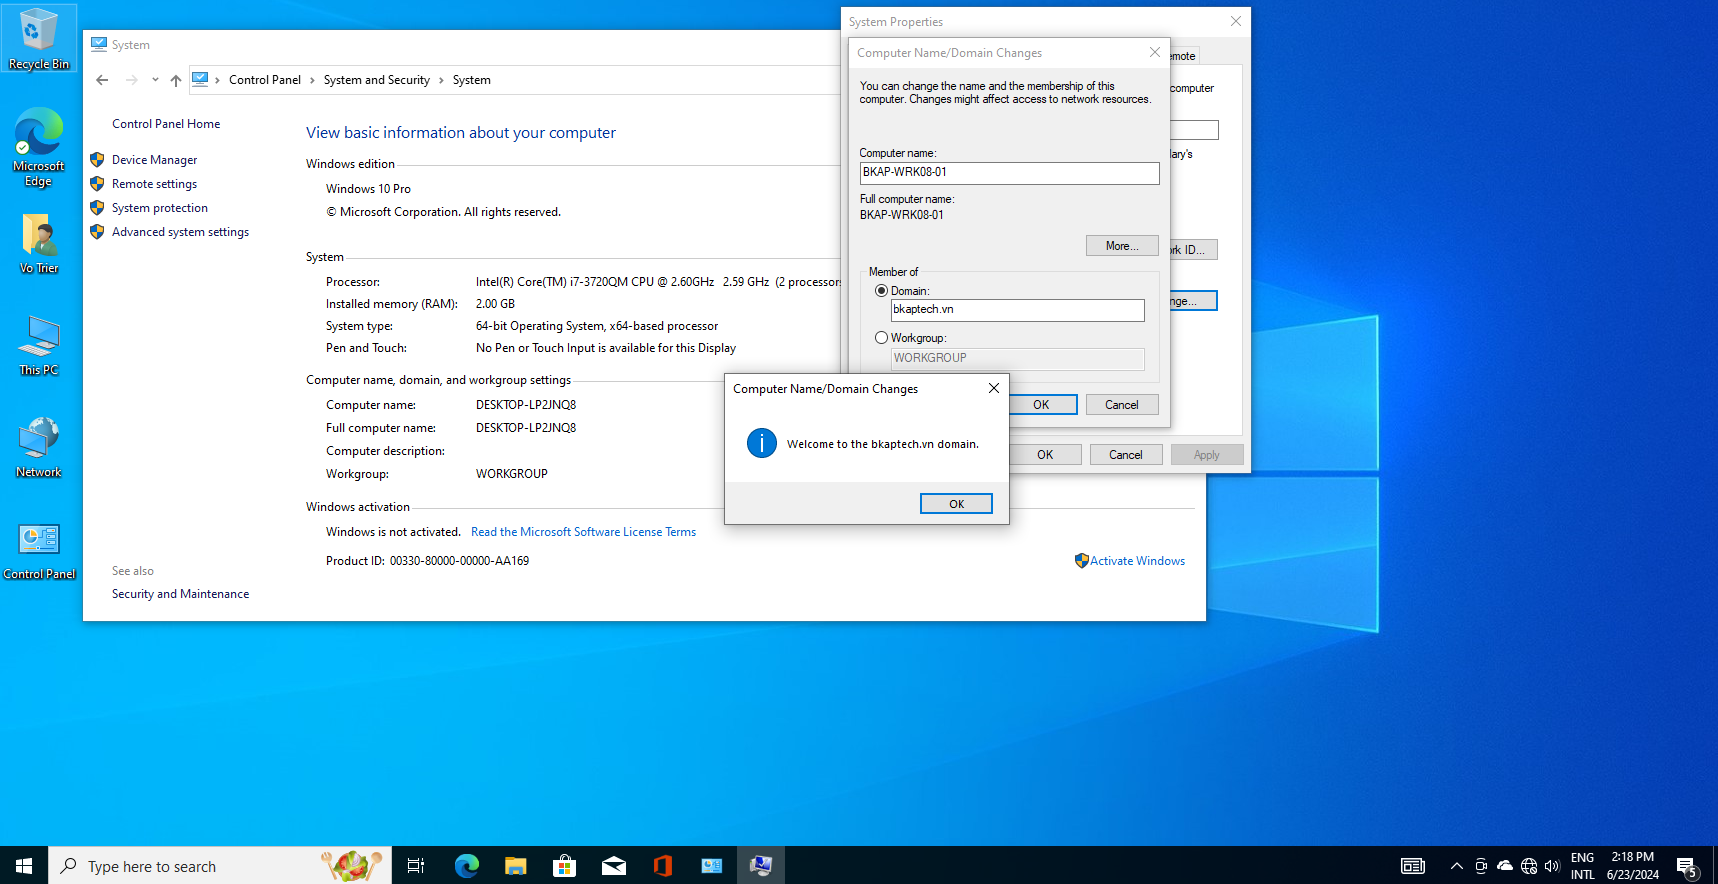 Recycle Bin
Microsoft
Edge
Vo Trier
This PC
Network
Control Panel
System
Control Panel
System and Security
System
Control Panel Home
Device Manager
Remote settings
System protection
Advanced system settings
See also
Security and Maintenance
View basic information about your computer
Windows edition
Windows 10 Pro
© Microsoft Corporation. All rights reserved.
System
Processor: Intel(R) Core(TM) i7-3720QM CPU @ 2.60GHz 2.59 GHz (2 processors
Installed memory (RAM): 2.00 GB
System type: 64-bit Operating System, x64-based processor
Pen and Touch: No Pen or Touch Input is available for this Display
Computer name, domain, and workgroup settings
Computer name: DESKTOP-LP2JNQ8
Full computer name: DESKTOP-LP2JNQ8
Computer description:
Workgroup: WORKGROUP
Windows activation
Windows is not activated. Read the Microsoft Software License Terms
Product ID: 00330-80000-00000-AA169
Activate Windows
System Properties
emote
computer
lary's
rk ID...
nge...
OK
Cancel
Apply
Computer Name/Domain Changes
You can change the name and the membership of this
computer. Changes might affect access to network resources.
Computer name:
BKAP-WRK08-01
Full computer name:
BKAP-WRK08-01
More...
Member of
Domain:
bkaptech.vn
Workgroup:
WORKGROUP
OK
Cancel
Computer Name/Domain Changes
Welcome to the bkaptech.vn domain.
OK
Type here to search
ENG
INTL
2:18 PM
6/23/2024
5